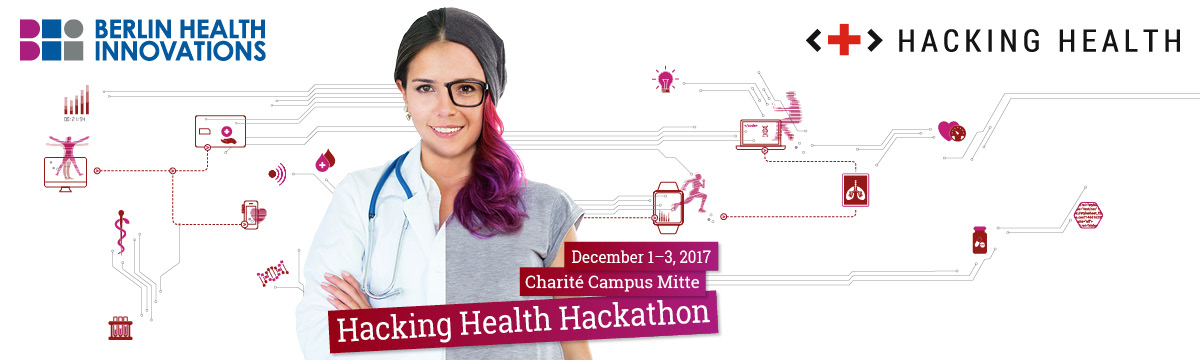 BERLIN HEALTH
INNOVATIONS
HACKING HEALTH
December 1–3, 2017
Charité Campus Mitte
Hacking Health Hackathon